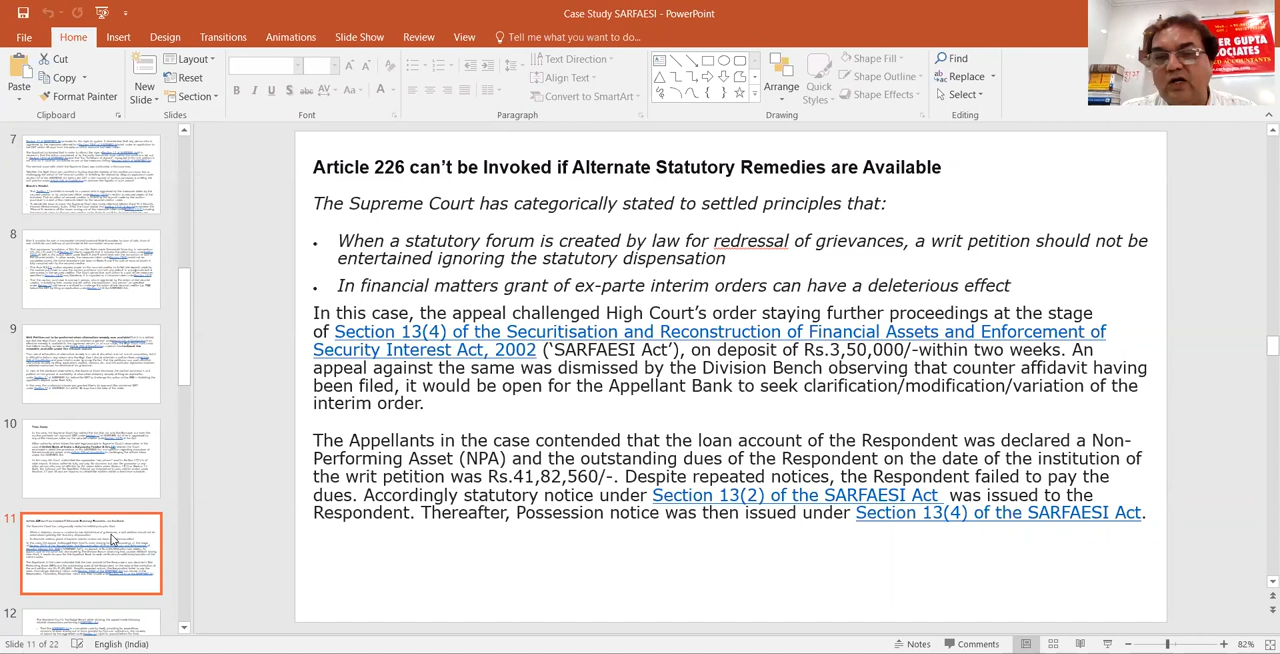 Case Study SARFAESI - PowerPoint
File Home Insert Design Transitions Animations Slide Show Review View Tell me what you want to do...
Paste
Cut
Copy
Format Painter
Clipboard
New
Slide
Layout
Reset
Section
Slides
B I U S abc AV Aa A
Font
Text Direction
Align Text
Convert to SmartArt
Paragraph
Arrange
Quick
Styles
Shape Fill
Shape Outline
Shape Effects
Drawing
Find
Replace
Select
Editing
ER GUPTA
OCIATES
ED ACCOUNTANTS
7
8
9
10
11
12
Article 226 can't be invoked if Alternate Statutory Remedies are Available
The Supreme Court has categorically stated to settled principles that:
• When a statutory forum is created by law for redressal of grievances, a writ petition should not be
entertained ignoring the statutory dispensation
• In financial matters grant of ex-parte interim orders can have a deleterious effect
In this case, the appeal challenged High Court's order staying further proceedings at the stage
of Section 13(4) of the Securitisation and Reconstruction of Financial Assets and Enforcement of
Security Interest Act, 2002 ('SARFAESI Act'), on deposit of Rs.3,50,000/-within two weeks. An
appeal against the same was dismissed by the Division Bench observing that counter affidavit having
been filed, it would be open for the Appellant Bank to seek clarification/modification/variation of the
interim order.
The Appellants in the case contended that the loan account of the Respondent was declared a Non-
Performing Asset (NPA) and the outstanding dues of the Respondent on the date of the institution of
the writ petition was Rs.41,82,560/-. Despite repeated notices, the Respondent failed to pay the
dues. Accordingly statutory notice under Section 13(2) of the SARFAESI Act was issued to the
Respondent. Thereafter, Possession notice was then issued under Section 13(4) of the SARFAESI Act.
Slide 11 of 22 English (India) Notes Comments 82%